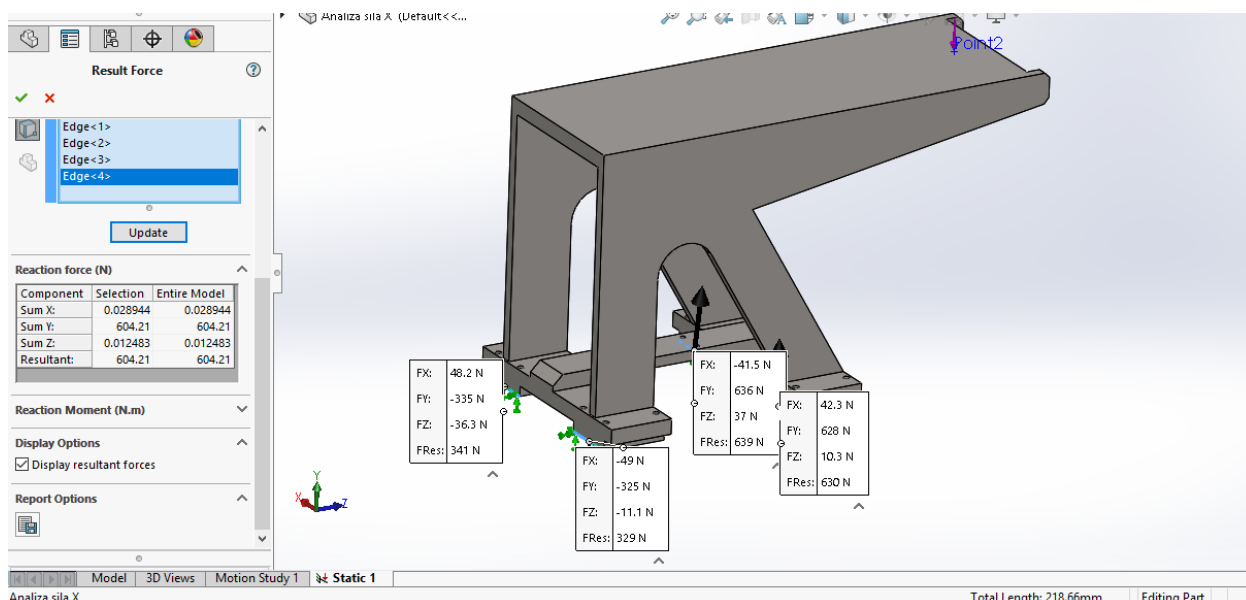 Analiza sila X (Default<<...
Result Force
Edge<1>
Edge<2>
Edge<3>
Edge<4>
Update
Reaction force (N)
Component Selection Entire Model
Sum X: 0.028944 0.028944
Sum Y: 604.21 604.21
Sum Z: 0.012483 0.012483
Resultant: 604.21 604.21
Reaction Moment (N.m)
Display Options
Display resultant forces
Report Options
Point2
FX: 48.2 N
FY: -335 N
FZ: -36.3 N
FRes: 341 N
FX: -49 N
FY: -325 N
FZ: -11.1 N
FRes: 329 N
FX: -41.5 N
FY: 636 N
FZ: 37 N
FRes: 639 N
FX: 42.3 N
FY: 628 N
FZ: 10.3 N
FRes: 630 N
Y
X
Z
Model 3D Views Motion Study 1 Static 1
Analiza sila X Total Length: 218.66mm Editing Part